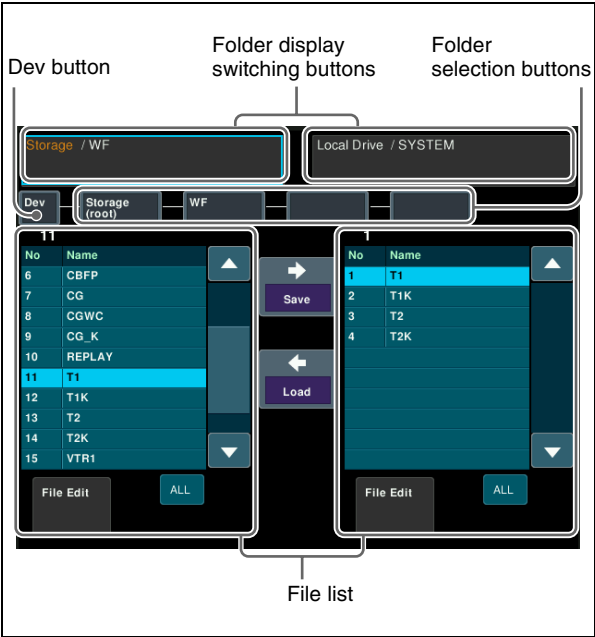 Folder display
switching buttons
Folder
selection buttons
Dev button
Storage / WF
Local Drive / SYSTEM
Dev
Storage
(root)
WF
11
No Name
6 CBFP
7 CG
8 CGWC
9 CG_K
10 REPLAY
11 T1
12 T1K
13 T2
14 T2K
15 VTR1
File Edit
ALL
Save
Load
1
No Name
1 T1
2 T1K
3 T2
4 T2K
File Edit
ALL
File list